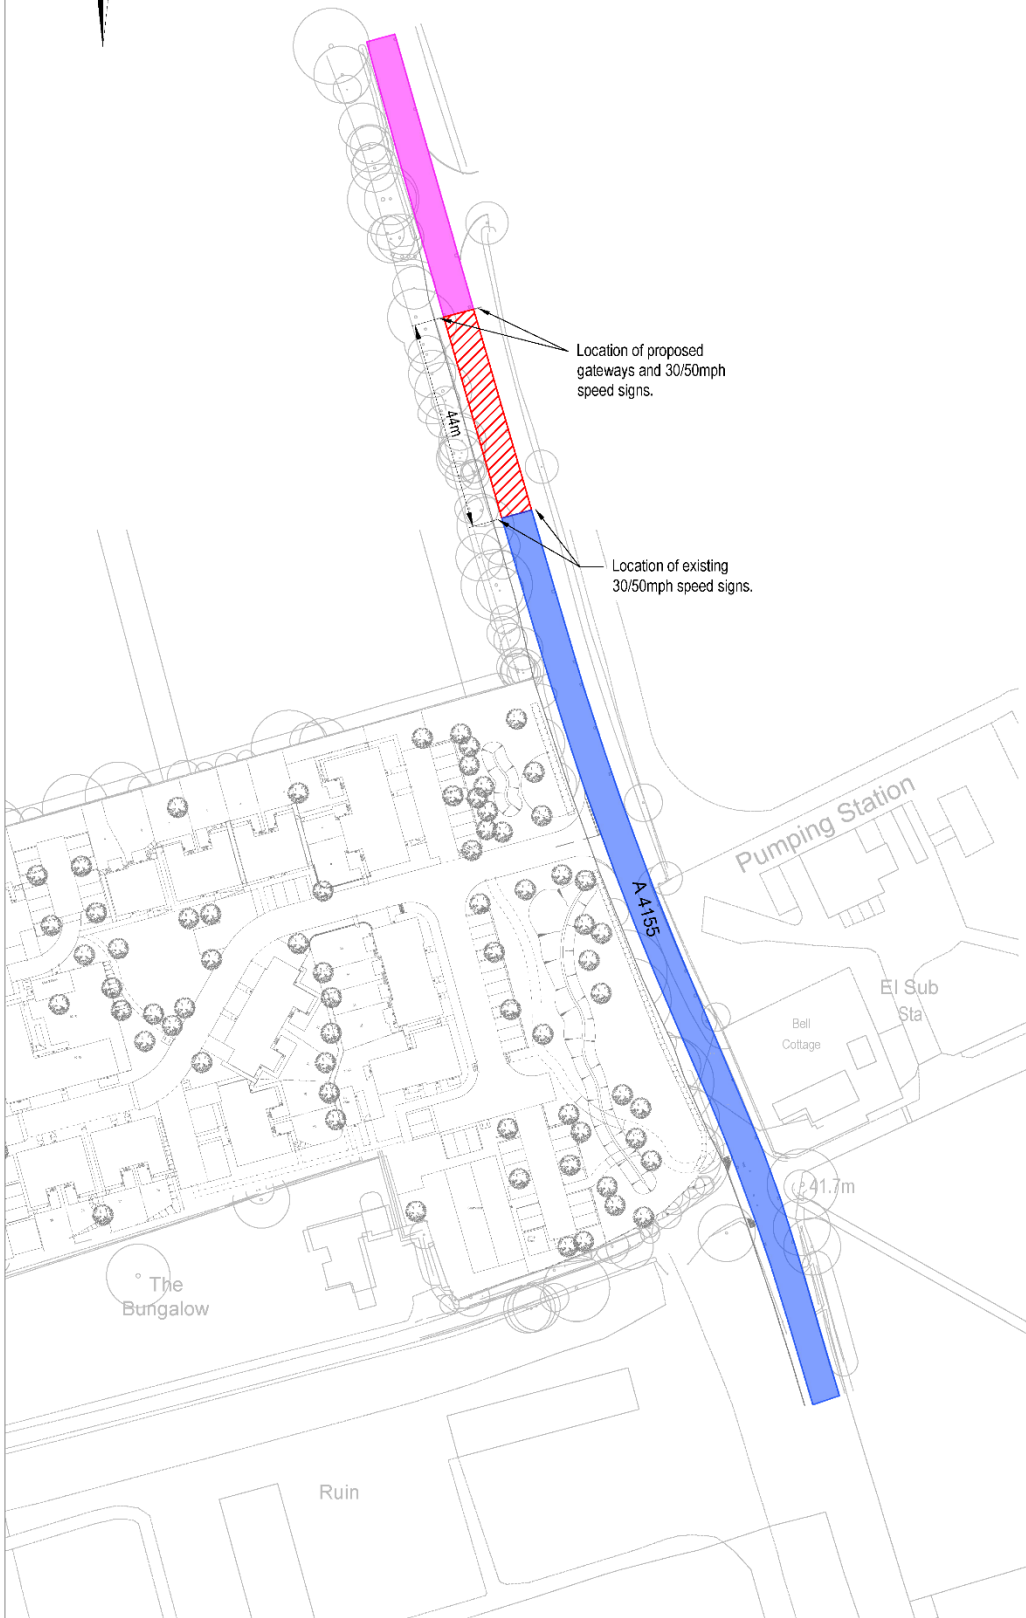 Location of proposed
gateways and 30/50mph
speed signs.
44m
Location of existing
30/50mph speed signs.
Pumping Station
A 4155
El Sub
Sta
Bell
Cottage
41.7m
The
Bungalow
Ruin